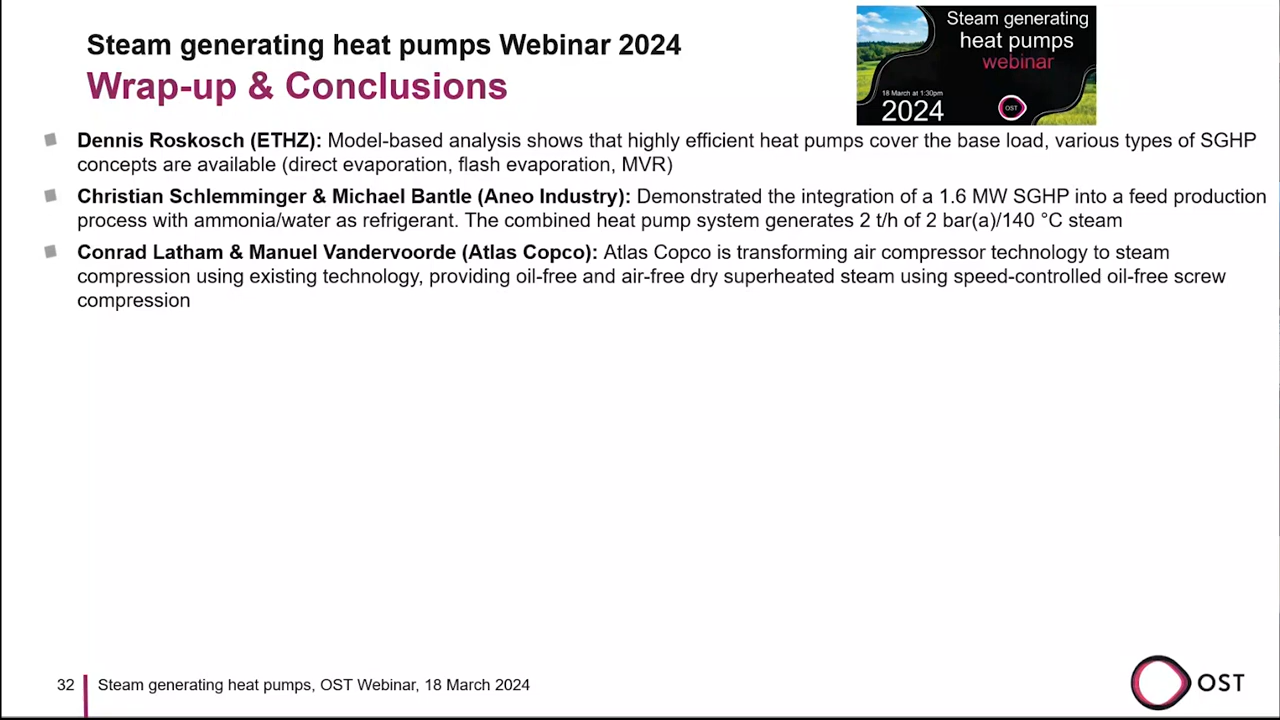 Steam generating heat pumps Webinar 2024
Wrap-up & Conclusions
Steam generating
heat pumps
webinar
18 March at 1:30pm
2024
OST
Dennis Roskosch (ETHZ): Model-based analysis shows that highly efficient heat pumps cover the base load, various types of SGHP
concepts are available (direct evaporation, flash evaporation, MVR)
Christian Schlemminger & Michael Bantle (Aneo Industry): Demonstrated the integration of a 1.6 MW SGHP into a feed production
process with ammonia/water as refrigerant. The combined heat pump system generates 2 t/h of 2 bar(a)/140 °C steam
Conrad Latham & Manuel Vandervoorde (Atlas Copco): Atlas Copco is transforming air compressor technology to steam
compression using existing technology, providing oil-free and air-free dry superheated steam using speed-controlled oil-free screw
compression
32
Steam generating heat pumps, OST Webinar, 18 March 2024
OST